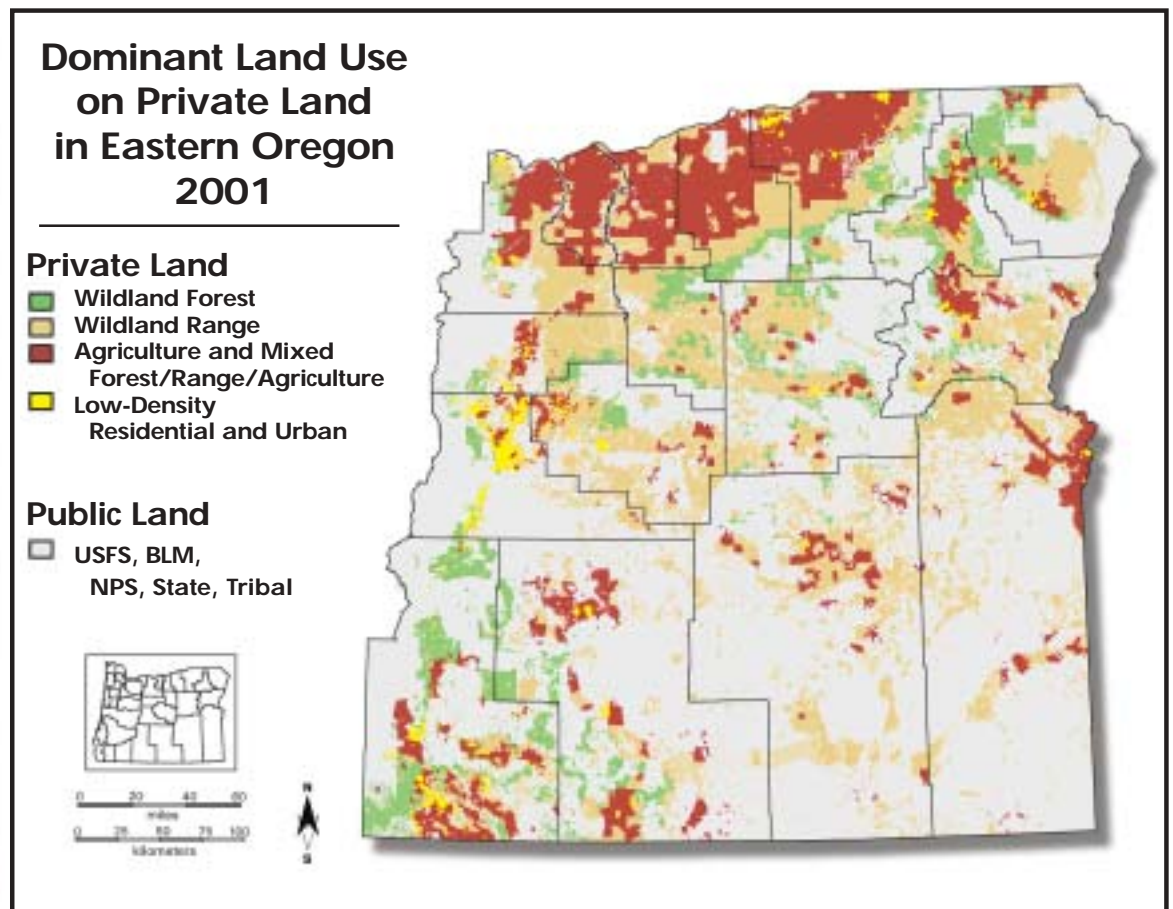 Dominant Land Use
on Private Land
in Eastern Oregon
2001
Private Land
Wildland Forest
Wildland Range
Agriculture and Mixed
Forest/Range/Agriculture
Low-Density
Residential and Urban
Public Land
USFS, BLM,
NPS, State, Tribal
0 20 40 60
miles
0 25 50 75 100
kilometers
N
S